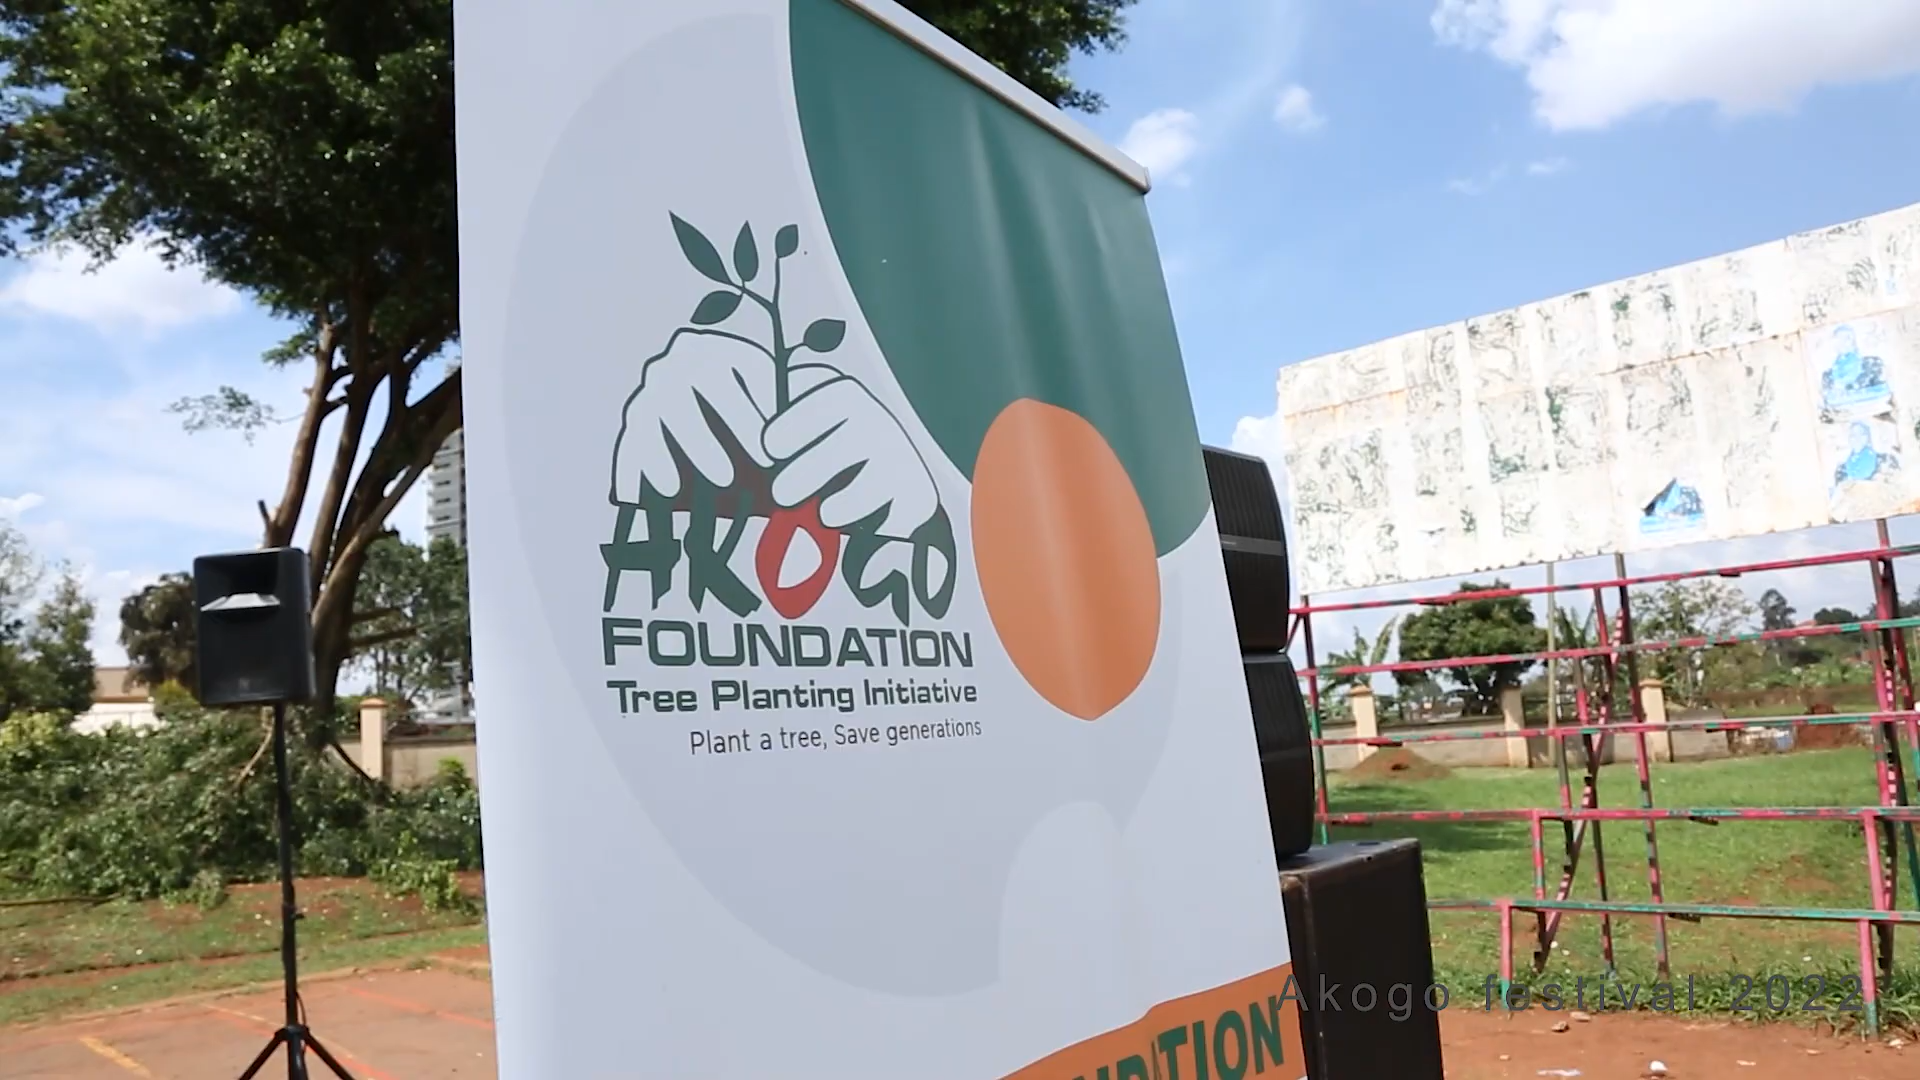 AKOGO
FOUNDATION
Tree Planting Initiative
Plant a tree, Save generations
Akogo festival 2022